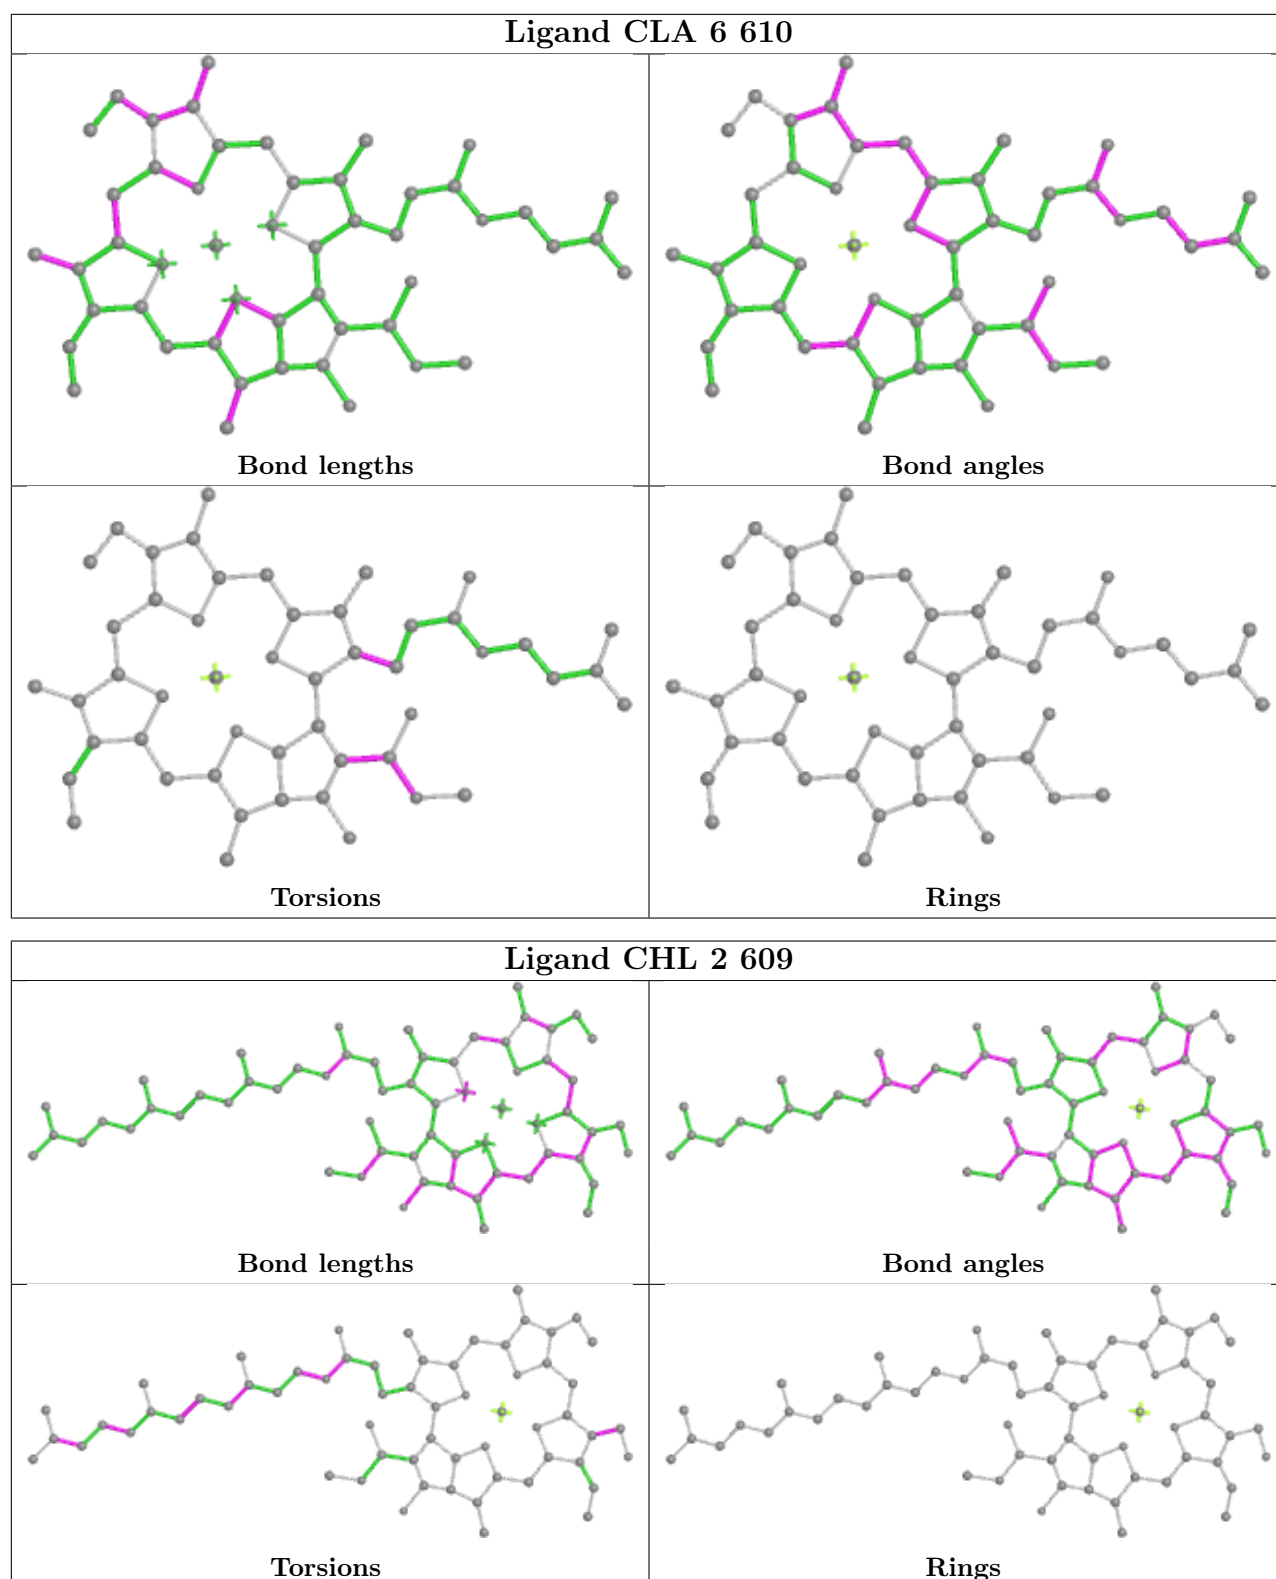 Ligand CLA 6 610
Bond lengths
Bond angles
Torsions
Rings
Ligand CHL 2 609
Bond lengths
Bond angles
Torsions
Rings